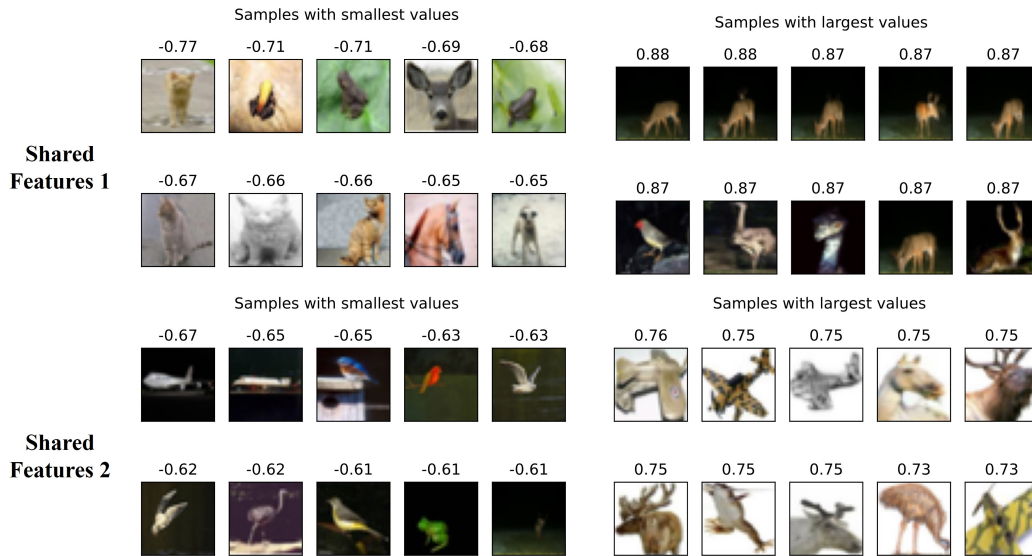 Samples with smallest values
-0.77 -0.71 -0.71 -0.69 -0.68
Samples with largest values
0.88 0.88 0.87 0.87 0.87
Shared
Features 1
-0.67 -0.66 -0.66 -0.65 -0.65
0.87 0.87 0.87 0.87 0.87
Samples with smallest values
-0.67 -0.65 -0.65 -0.63 -0.63
Samples with largest values
0.76 0.75 0.75 0.75 0.75
Shared
Features 2
-0.62 -0.62 -0.61 -0.61 -0.61
0.75 0.75 0.75 0.73 0.73